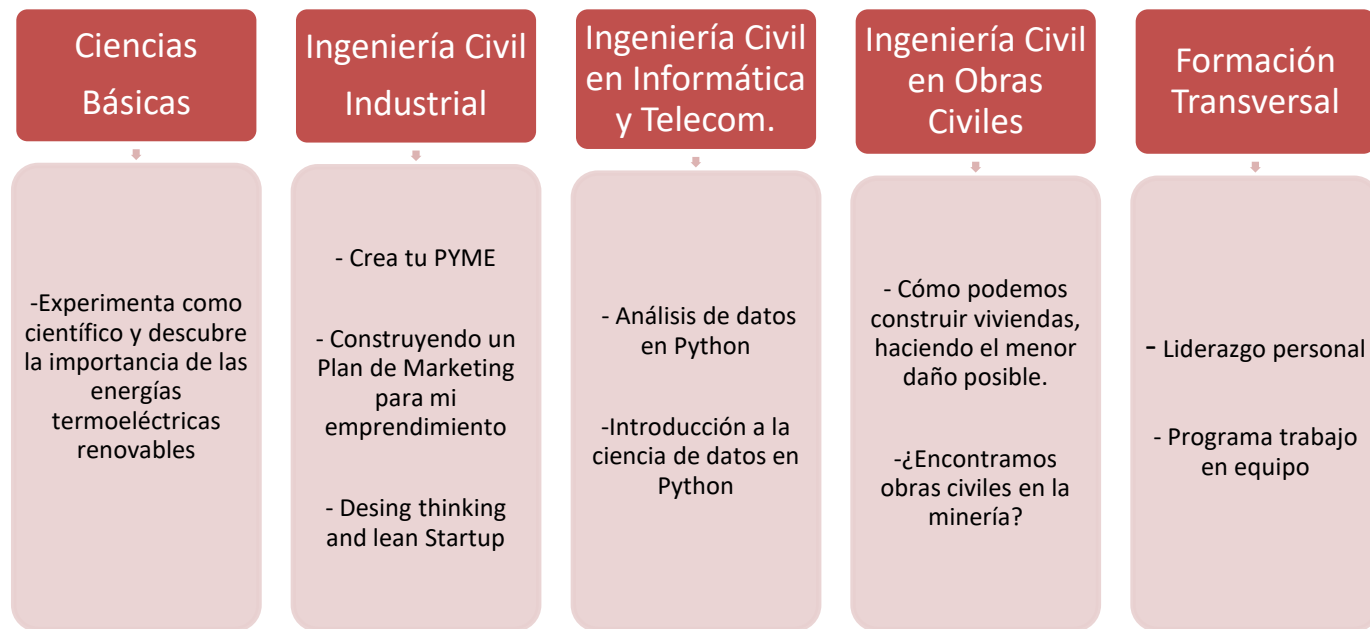 Ciencias
Básicas
-Experimenta como
científico y descubre
la importancia de las
energías
termoeléctricas
renovables
Ingeniería Civil
Industrial
- Crea tu PYME
- Construyendo un
Plan de Marketing
para mi
emprendimiento
- Desing thinking
and lean Startup
Ingeniería Civil
en Informática
y Telecom.
- Análisis de datos
en Python
-Introducción a la
ciencia de datos en
Python
Ingeniería Civil
en Obras
Civiles
- Cómo podemos
construir viviendas,
haciendo el menor
daño posible.
-¿Encontramos
obras civiles en la
minería?
Formación
Transversal
- Liderazgo personal
- Programa trabajo
en equipo